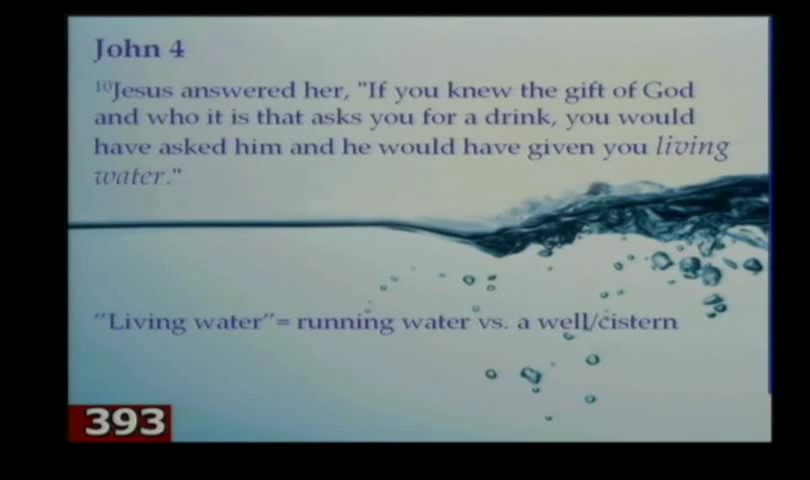 John 4
¹⁰Jesus answered her, "If you knew the gift of God
and who it is that asks you for a drink, you would
have asked him and he would have given you living
water."
"Living water"= running water vs. a well/cistern
393